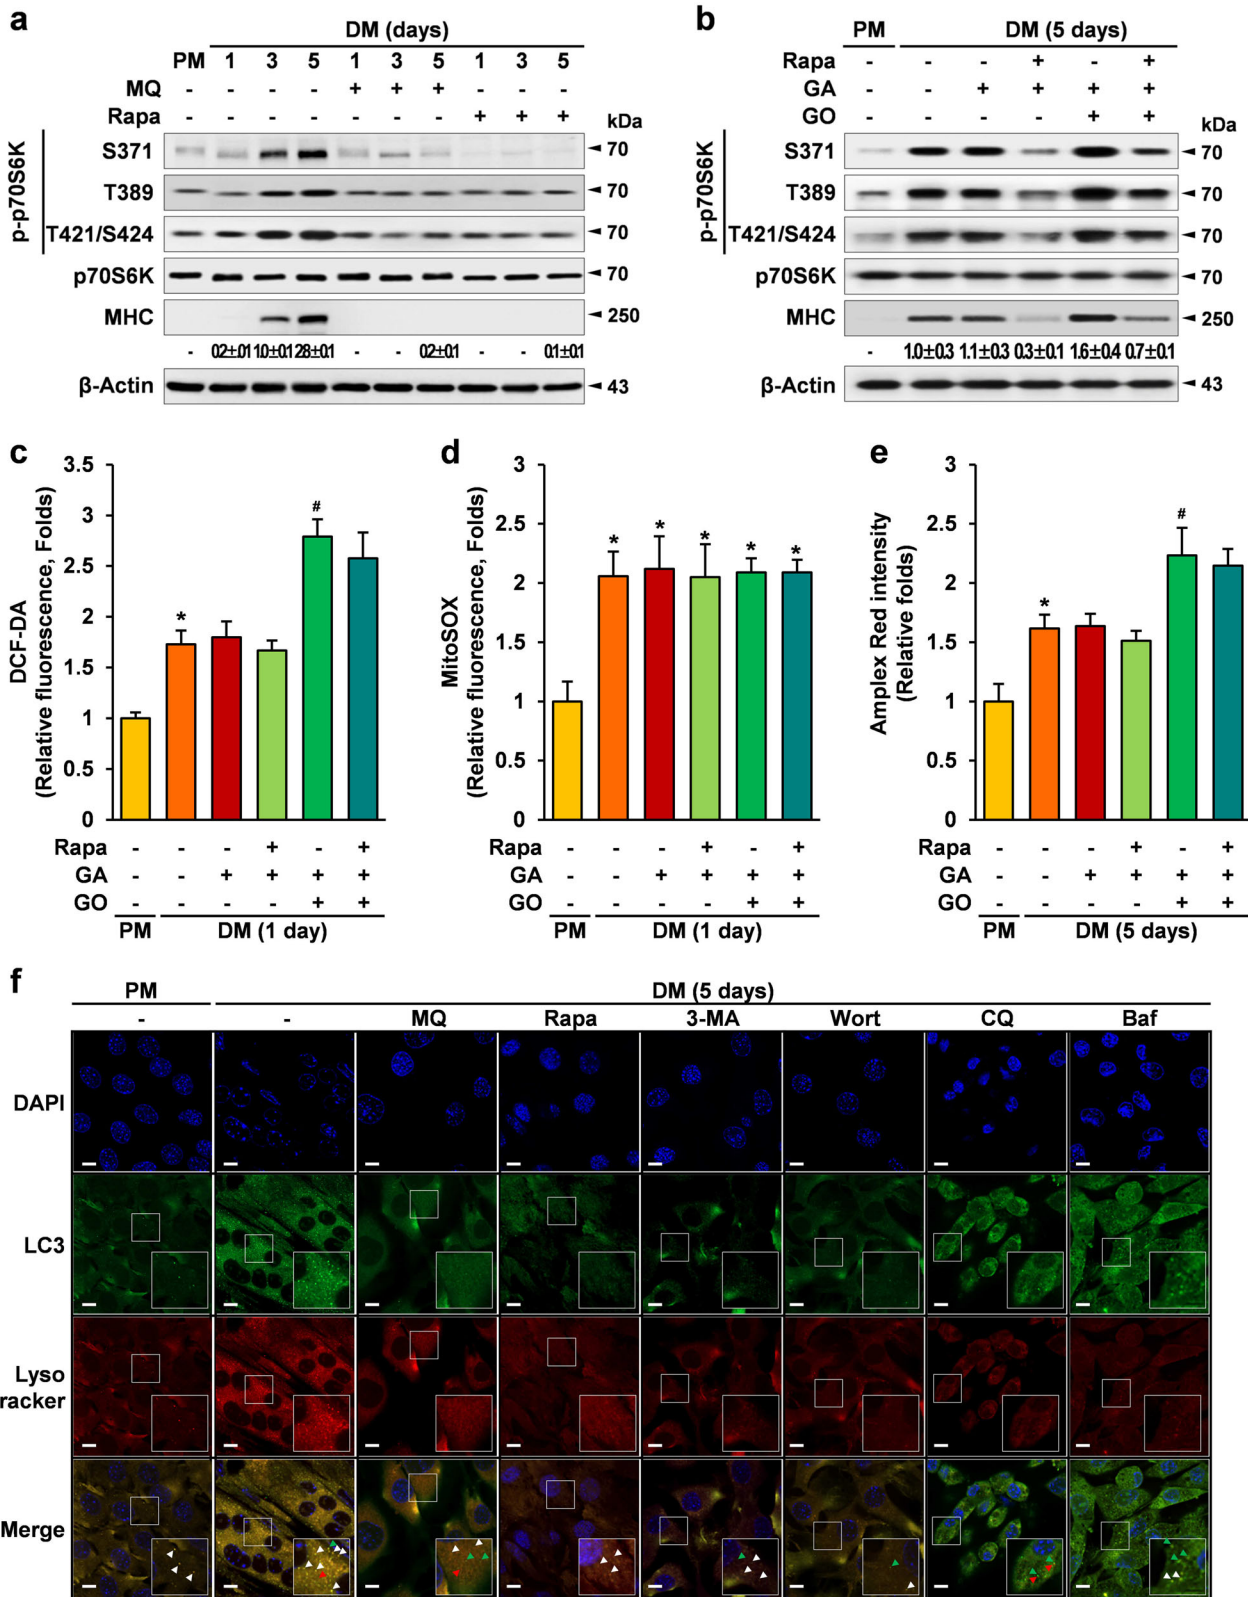 a
DM (days)
PM 1 3 5 1 3 5 1 3 5
MQ - - - - + + + - - -
Rapa - - - - - - - + + +
kDa
p-p70S6K
S371 70
T389 70
T421/S424 70
p70S6K 70
MHC 250
- 0.2±0.1 1.0±0.1 2.8±0.1 - - 0.2±0.1 - - 0.1±0.1
β-Actin 43
b
PM DM (5 days)
Rapa - - - + - +
GA - - + + + +
GO - - - - + +
kDa
p-p70S6K
S371 70
T389 70
T421/S424 70
p70S6K 70
MHC 250
- 1.0±0.3 1.1±0.3 0.3±0.1 1.6±0.4 0.7±0.1
β-Actin 43
c
DCF-DA
(Relative fluorescence, Folds)
3.5
3
2.5
2
1.5
1
0.5
0
*
#
Rapa - - - + - +
GA - - + + + +
GO - - - - + +
PM DM (1 day)
d
MitoSOX
(Relative fluorescence, Folds)
3
2.5
2
1.5
1
0.5
0
* * * * *
Rapa - - - + - +
GA - - + + + +
GO - - - - + +
PM DM (1 day)
e
Amplex Red intensity
(Relative folds)
3
2.5
2
1.5
1
0.5
0
*
#
Rapa - - - + - +
GA - - + + + +
GO - - - - + +
PM DM (5 days)
f
PM DM (5 days)
- - MQ Rapa 3-MA Wort CQ Baf
DAPI
LC3
Lyso
racker
Merge